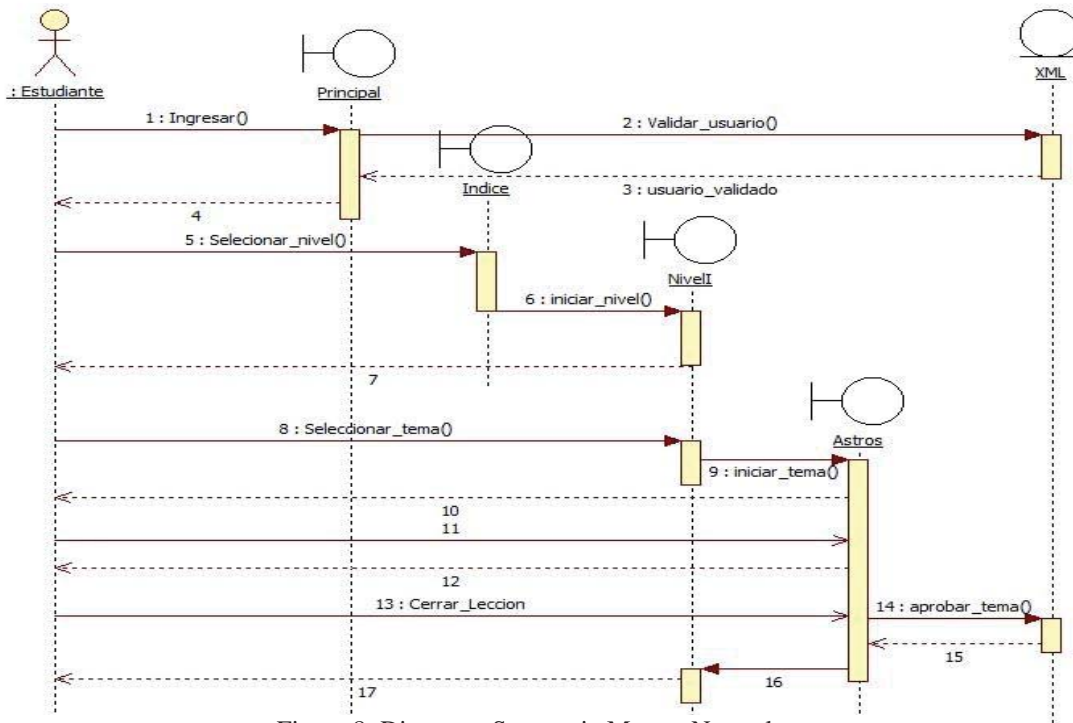 : Estudiante
Principal
XML
1 : Ingresar()
2 : Validar_usuario()
Indice
3 : usuario_validado
4
5 : Selecionar_nivel()
NivelI
6 : iniciar_nivel()
7
8 : Seleccionar_tema()
Astros
9 : iniciar_tema()
10
11
12
13 : Cerrar_Leccion
14 : aprobar_tema()
15
16
17